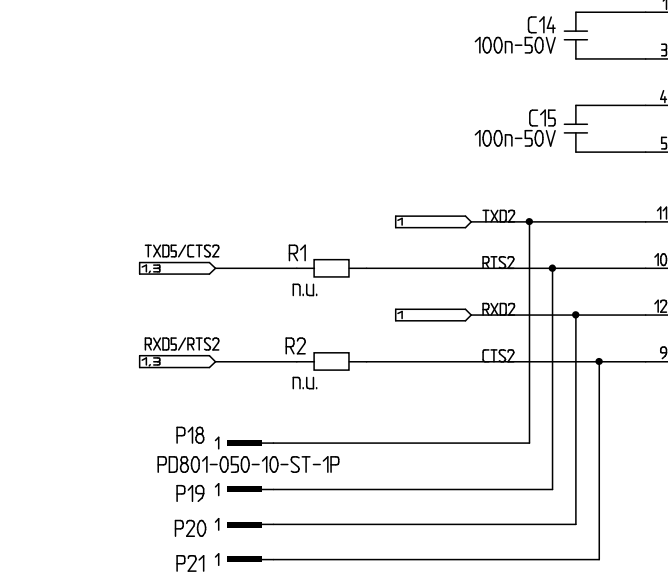 1
C14
100n-50V
3
4
C15
100n-50V
5
1
TXD2
11
TXD5/CTS2
1,3
R1
n.u.
RTS2
10
1
RXD2
12
RXD5/RTS2
1,3
R2
n.u.
CTS2
9
P18 1
PD801-050-10-ST-1P
P19 1
P20 1
P21 1